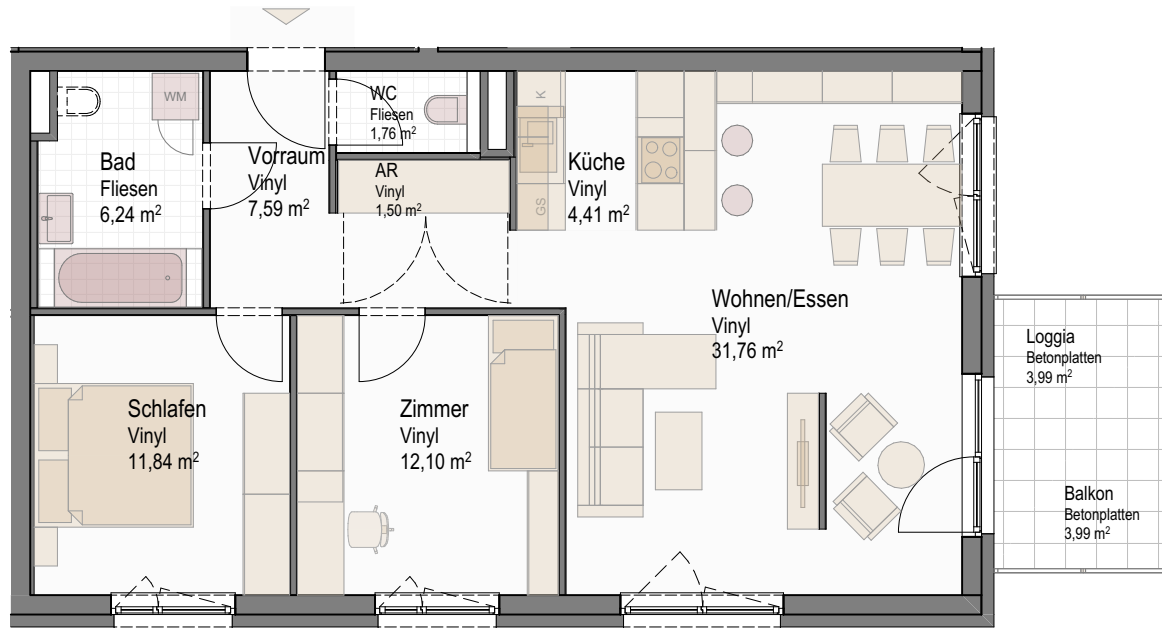 WM
WC
Fliesen
1,76 m²
K
Bad
Fliesen
6,24 m²
Vorraum
Vinyl
7,59 m²
AR
Vinyl
1,50 m²
GS
Küche
Vinyl
4,41 m²
Wohnen/Essen
Vinyl
31,76 m²
Loggia
Betonplatten
3,99 m²
Schlafen
Vinyl
11,84 m²
Zimmer
Vinyl
12,10 m²
Balkon
Betonplatten
3,99 m²